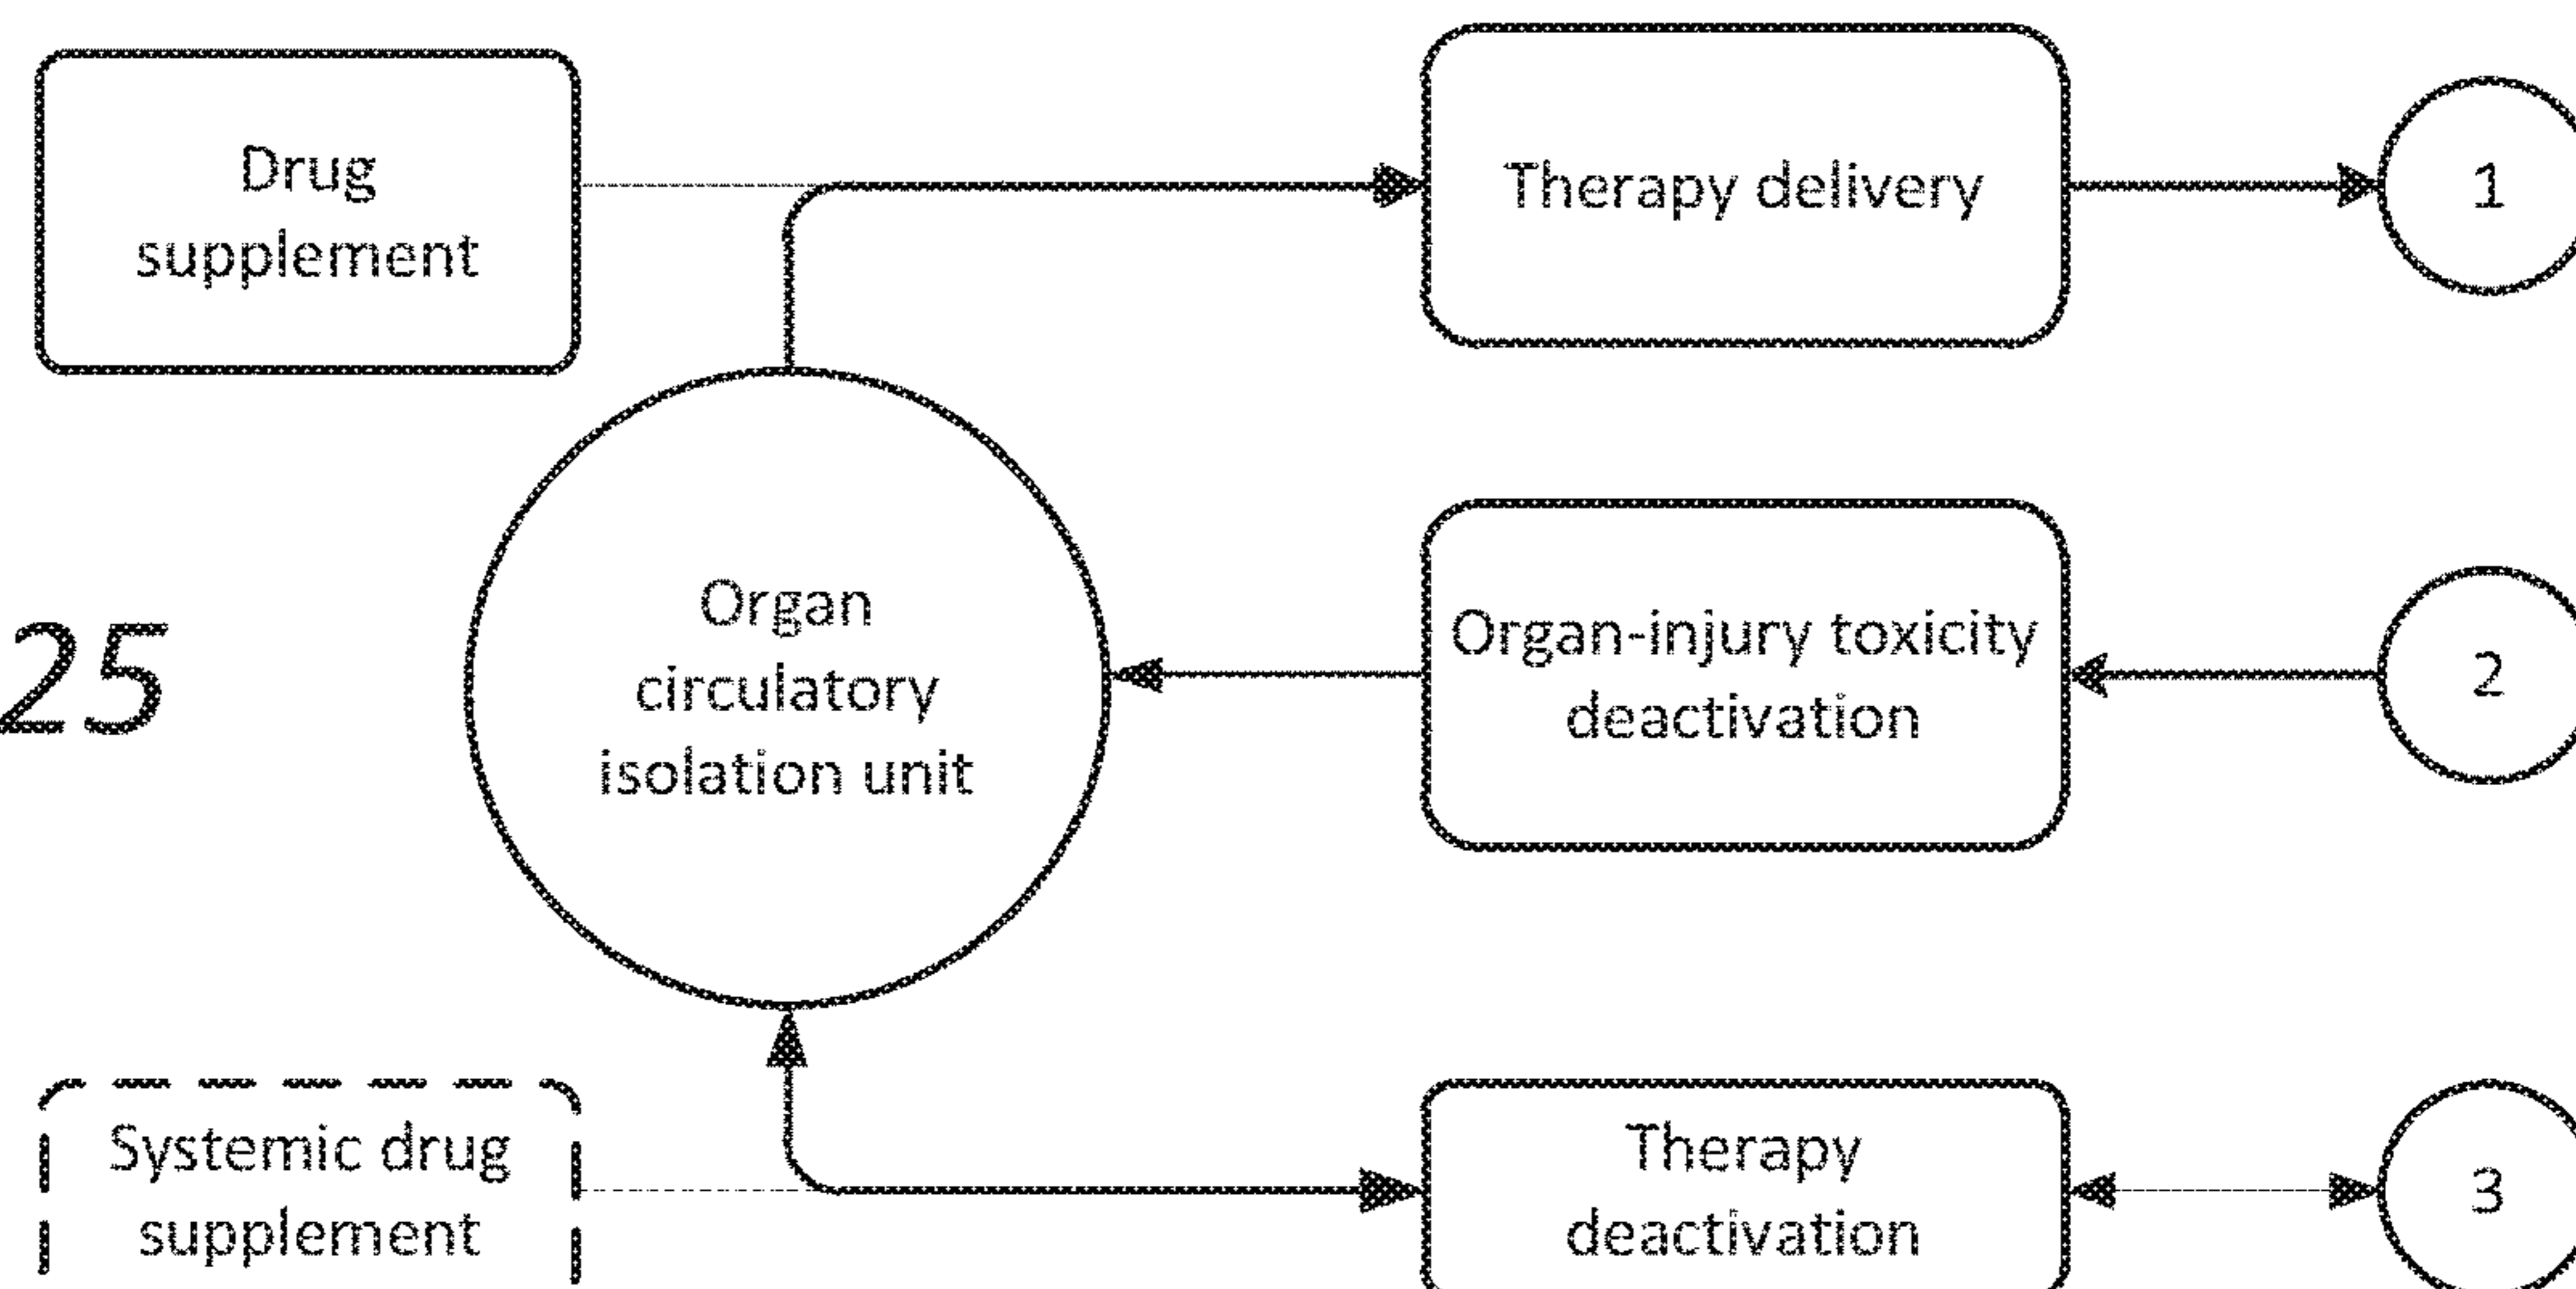 Drug
supplement
Therapy delivery
1
25
Organ
circulatory
isolation unit
Organ-injury toxicity
deactivation
2
Systemic drug
supplement
Therapy
deactivation
3